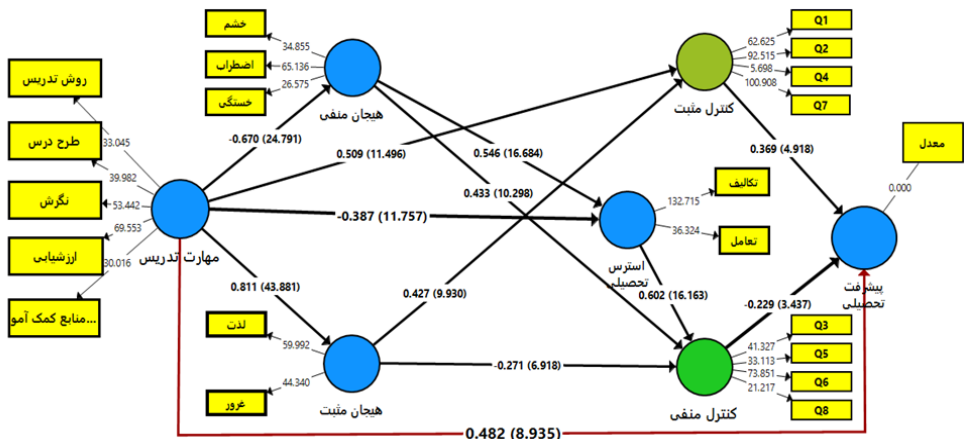 خشم
اضطراب
خستگی
34.855
65.136
26.575
هیجان منفی
روش تدریس
طرح درس
نگرش
ارزشیابی
منابع کمک آمو...
33.045
39.982
53.442
69.553
30.016
مهارت تدریس
-0.670 (24.791)
0.509 (11.496)
0.546 (16.684)
0.433 (10.298)
-0.387 (11.757)
0.811 (43.881)
0.427 (9.930)
-0.271 (6.918)
0.602 (16.163)
0.369 (4.918)
-0.229 (3.437)
0.482 (8.935)
لذت
غرور
59.992
44.340
هیجان مثبت
کنترل مثبت
62.625
92.515
5.698
100.908
Q1
Q2
Q4
Q7
استرس
تحصیلی
132.715
36.324
تکالیف
تعامل
معدل
0.000
پیشرفت
تحصیلی
کنترل منفی
41.327
33.113
73.851
21.217
Q3
Q5
Q6
Q8